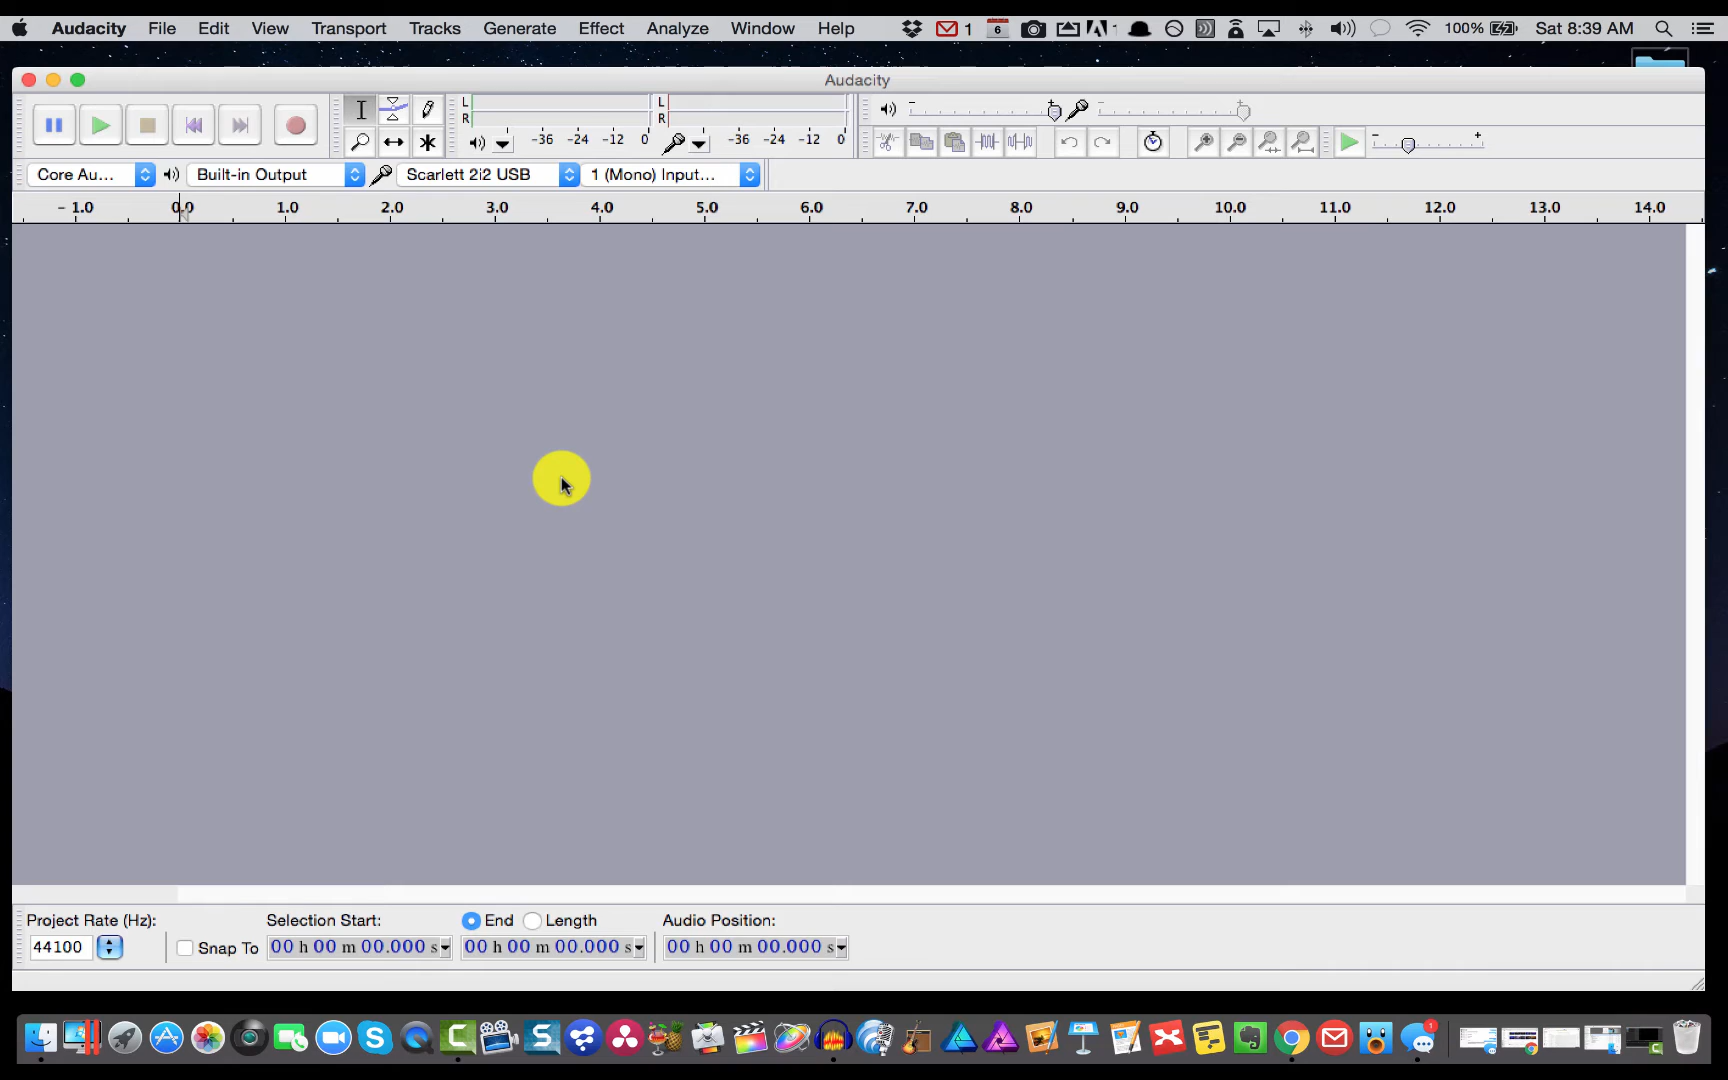 Audacity File Edit View Transport Tracks Generate Effect Analyze Window Help 1 6 100% Sat 8:39 AM
Audacity
L L
R R
-36 -24 -12 0 -36 -24 -12 0
Core Au... Built-in Output Scarlett 2i2 USB 1 (Mono) Input...
- 1.0 0.0 1.0 2.0 3.0 4.0 5.0 6.0 7.0 8.0 9.0 10.0 11.0 12.0 13.0 14.0
Project Rate (Hz): Selection Start: End Length Audio Position:
44100 Snap To 00 h 00 m 00.000 s 00 h 00 m 00.000 s 00 h 00 m 00.000 s